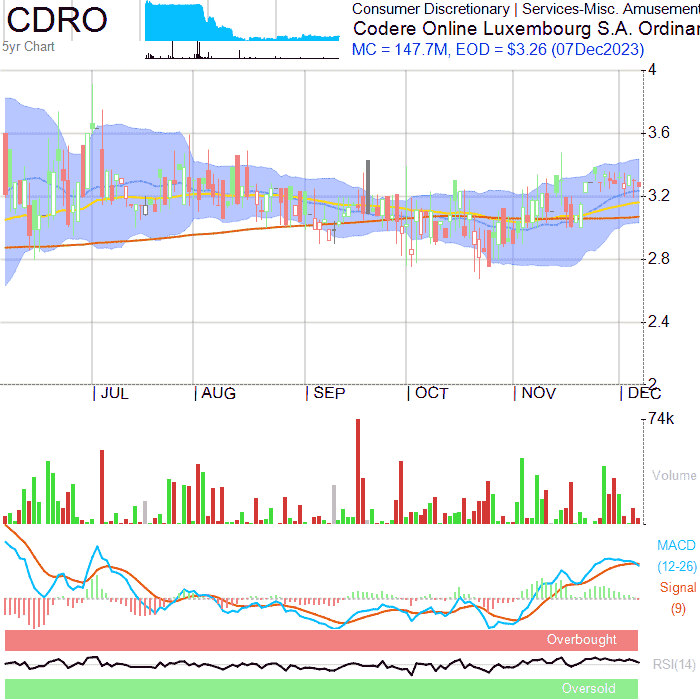 CDRO
5yr Chart
Consumer Discretionary | Services-Misc. Amusement
Codere Online Luxembourg S.A. Ordinar
MC = 147.7M, EOD = $3.26 (07Dec2023)
4
3.6
3.2
2.8
2.4
2
JUL AUG SEP OCT NOV DEC
74k
Volume
MACD
(12-26)
Signal
(9)
Overbought
RSI(14)
Oversold